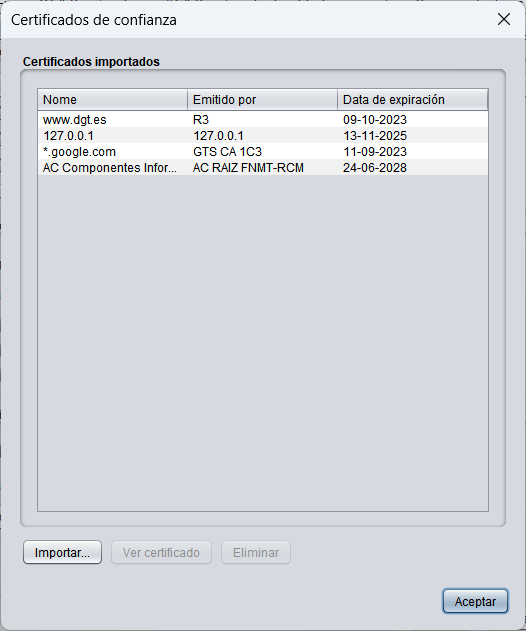 Certificados de confianza
Certificados importados
Nome Emitido por Data de expiración
www.dgt.es R3 09-10-2023
127.0.0.1 127.0.0.1 13-11-2025
*.google.com GTS CA 1C3 11-09-2023
AC Componentes Infor... AC RAIZ FNMT-RCM 24-06-2028
Importar... Ver certificado Eliminar
Aceptar